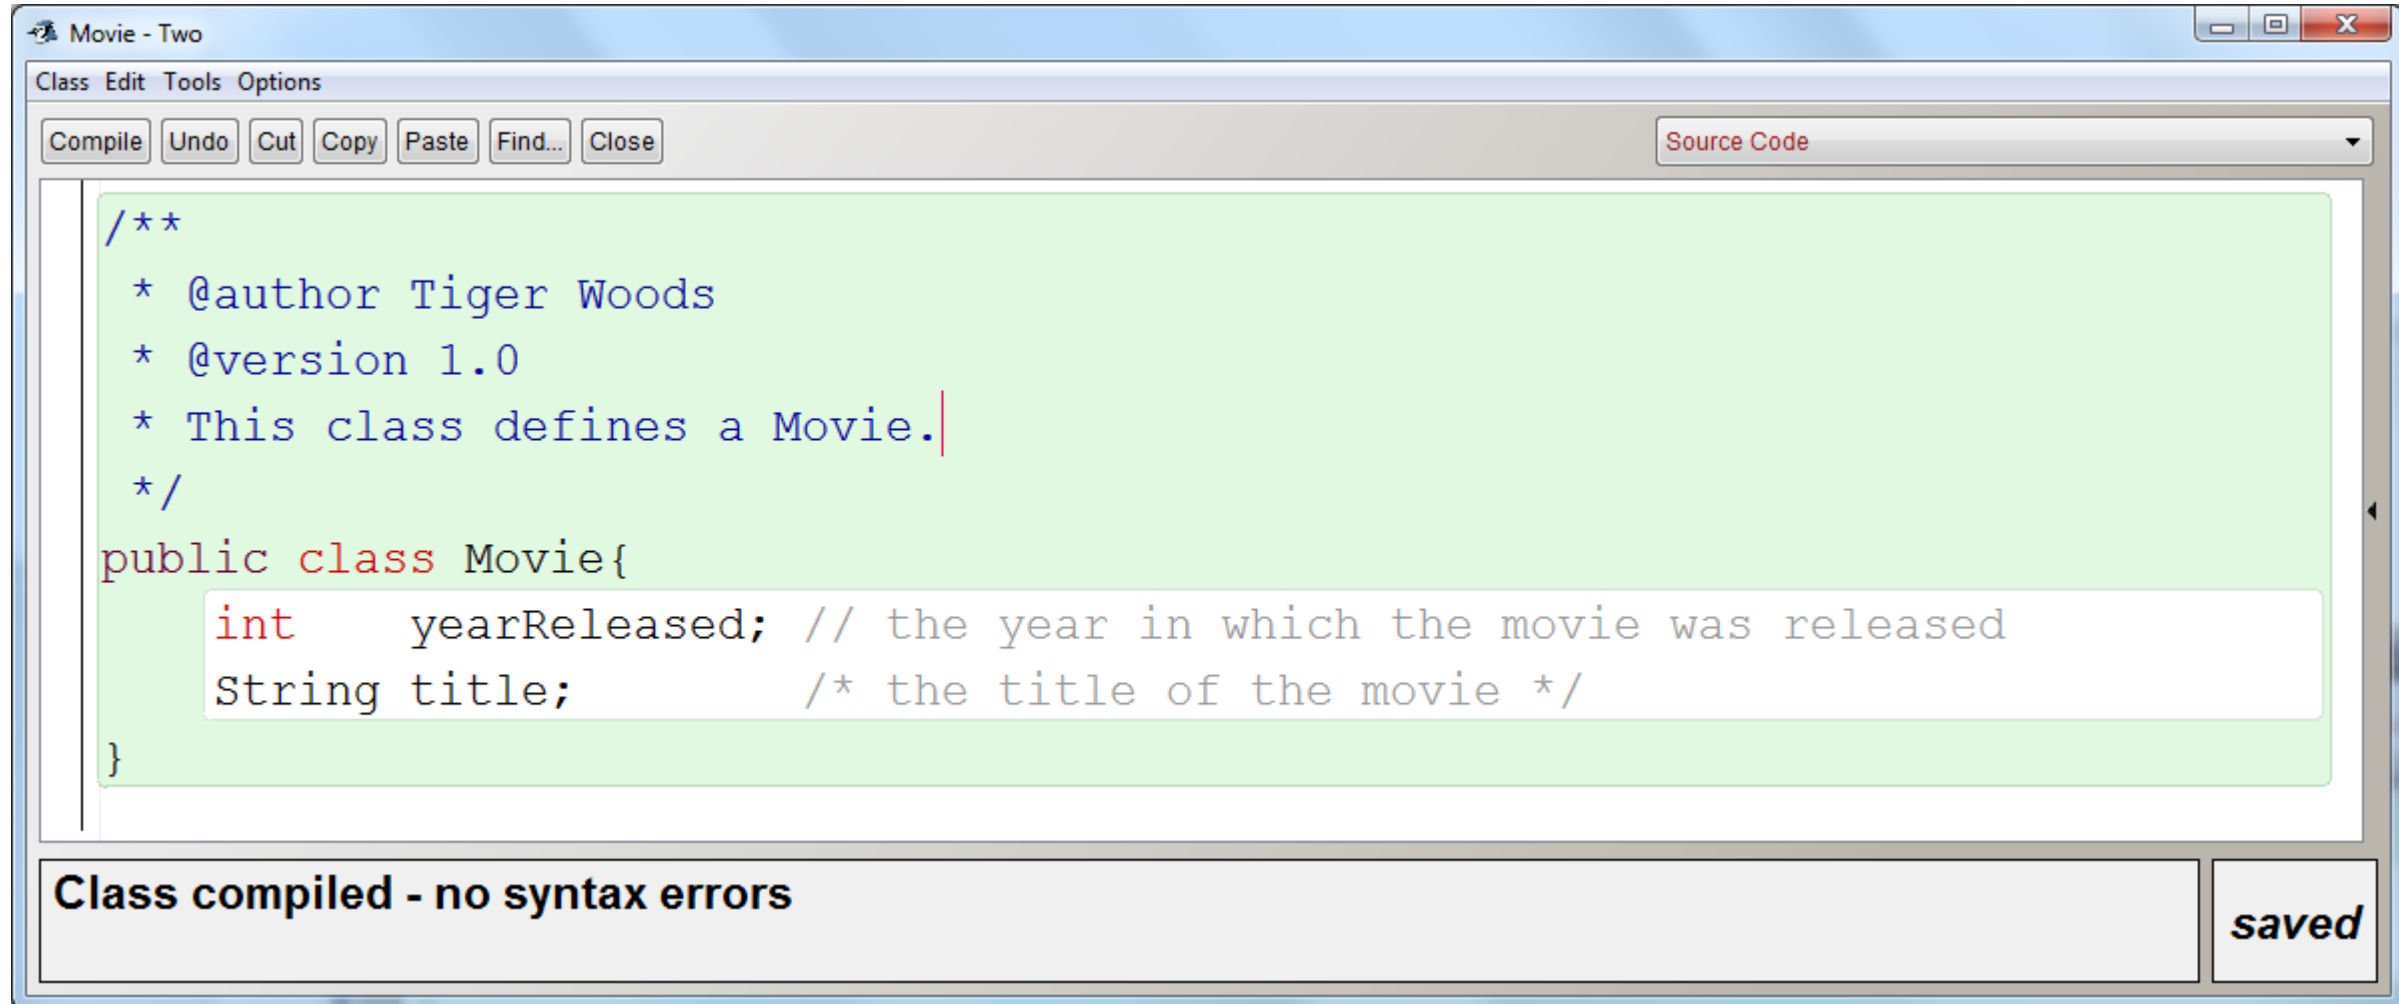 Movie - Two
Class Edit Tools Options
Compile Undo Cut Copy Paste Find... Close Source Code
/**
 * @author Tiger Woods
 * @version 1.0
 * This class defines a Movie.
 */
public class Movie{
    int    yearReleased; // the year in which the movie was released
    String title;        /* the title of the movie */
}
Class compiled - no syntax errors
saved